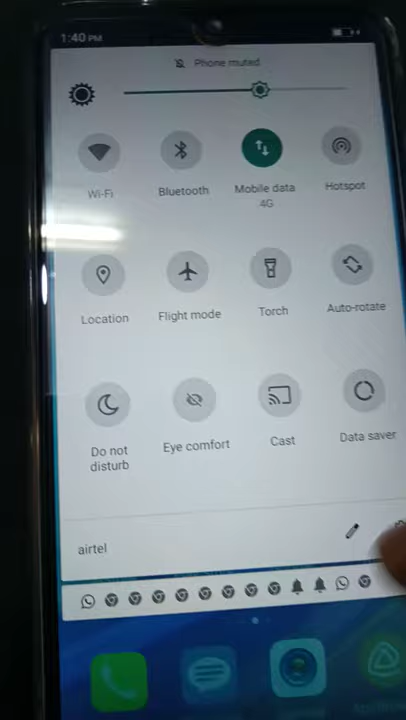 1:40 PM
Phone muted
Wi-Fi Bluetooth Mobile data Hotspot
4G
Location Flight mode Torch Auto-rotate
Do not Eye comfort Cast Data saver
disturb
airtel